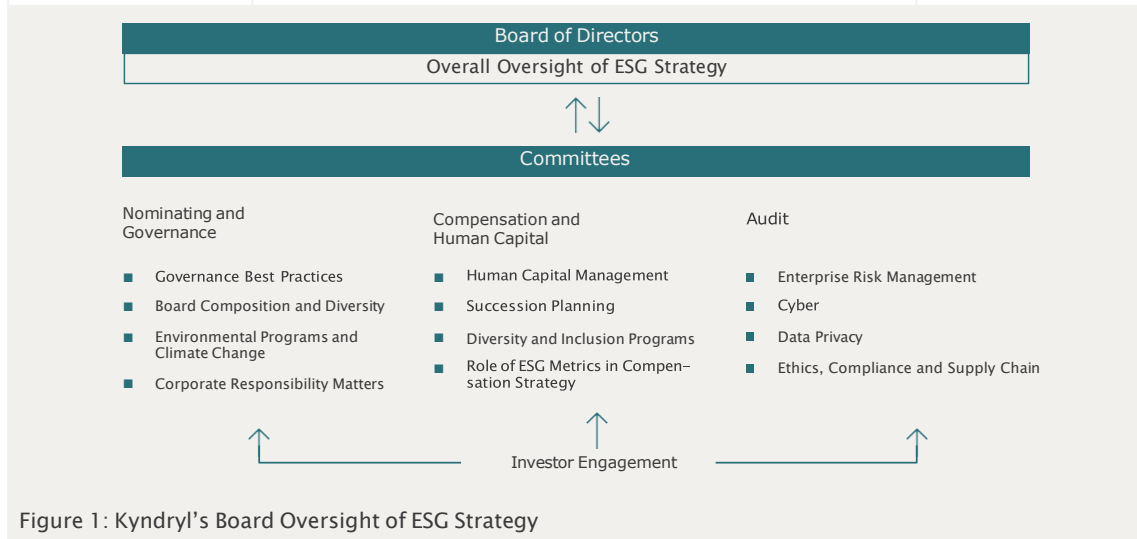 Board of Directors
Overall Oversight of ESG Strategy
Committees
Nominating and
Governance
Governance Best Practices
Board Composition and Diversity
Environmental Programs and
Climate Change
Corporate Responsibility Matters
Compensation and
Human Capital
Human Capital Management
Succession Planning
Diversity and Inclusion Programs
Role of ESG Metrics in Compen-
sation Strategy
Audit
Enterprise Risk Management
Cyber
Data Privacy
Ethics, Compliance and Supply Chain
Investor Engagement
Figure 1: Kyndryl’s Board Oversight of ESG Strategy